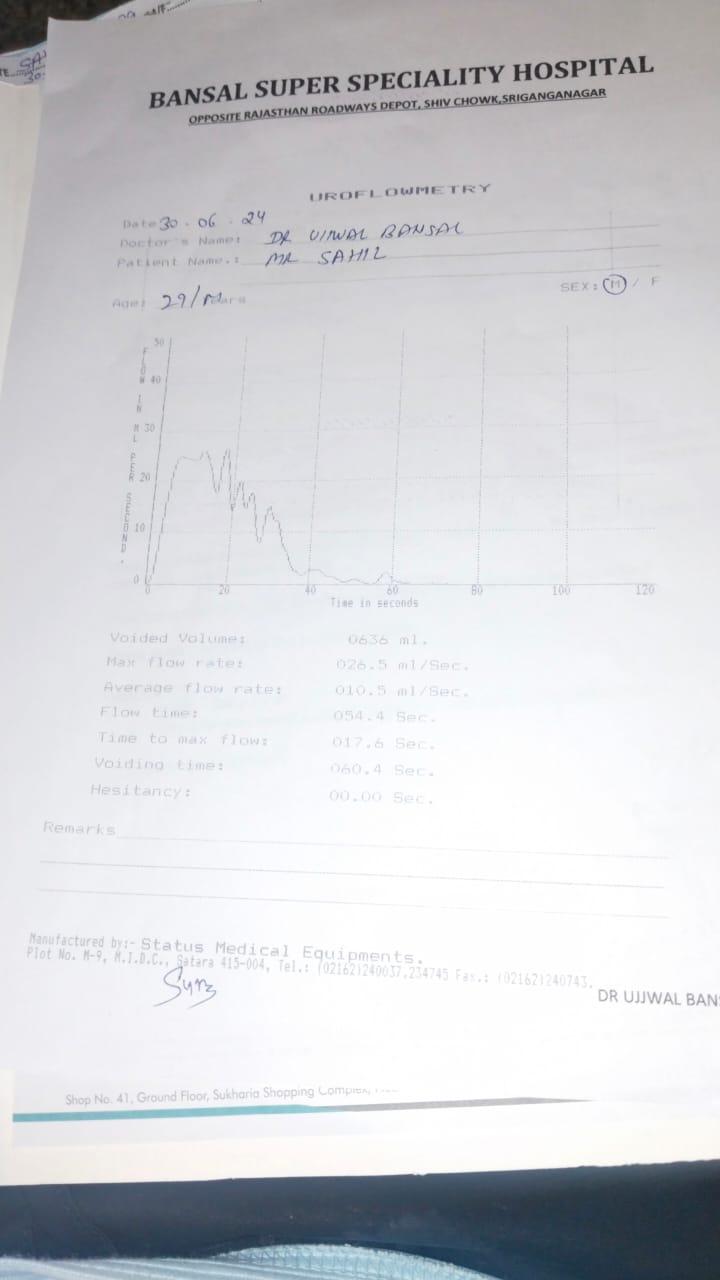 BANSAL SUPER SPECIALITY HOSPITAL
OPPOSITE RAJASTHAN ROADWAYS DEPOT, SHIV CHOWK,SRIGANGANAGAR
UROFLOWMETRY
Date 30 . 06 . 24
Doctor's Name: DR UJJWAL BANSAL
Patient Name.: MR SAHIL
Age: 29/M SEX: M / F
FLOW IN ML PER SECOND.
50
40
30
20
10
0
0 20 40 60 80 100 120
Time in seconds
Voided Volume: 0636 ml.
Max flow rate: 026.5 ml/Sec.
Average flow rate: 010.5 ml/Sec.
Flow time: 054.4 Sec.
Time to max flow: 017.6 Sec.
Voiding time: 060.4 Sec.
Hesitancy: 00.00 Sec.
Remarks
Manufactured by:- Status Medical Equipments.
Plot No. M-9, M.I.D.C., Satara 415-004, Tel.: (02162)240037,234745 Fax.: (02162)240743.
DR UJJWAL BANS
Shop No. 41, Ground Floor, Sukharia Shopping Complex,